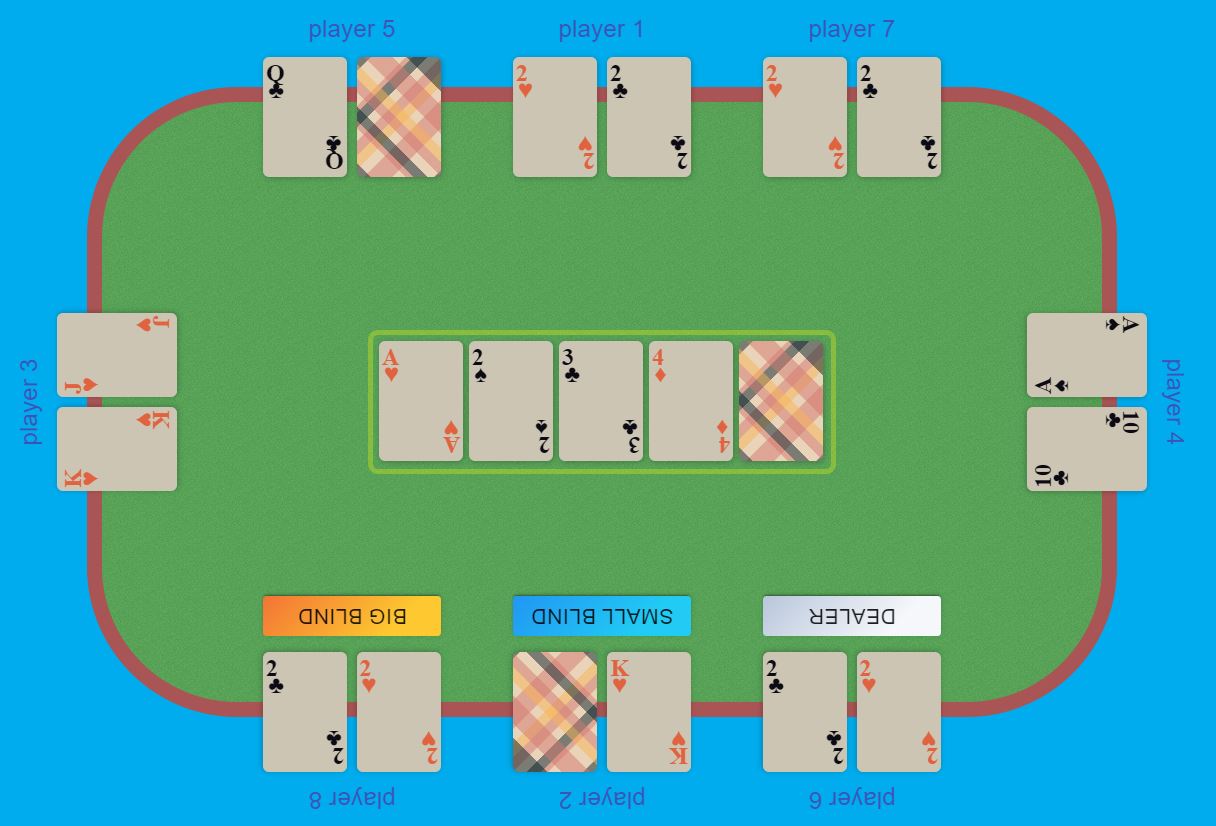 player 5 player 1 player 7
Q 2 2 2 2
Q 2 2 2 2
player 3
J
J
K
K
A 2 3 4
A 2 3 4
A
A
10
10
player 4
BIG BLIND SMALL BLIND DEALER
2 2 K 2 2
2 2 K 2 2
player 8 player 2 player 6